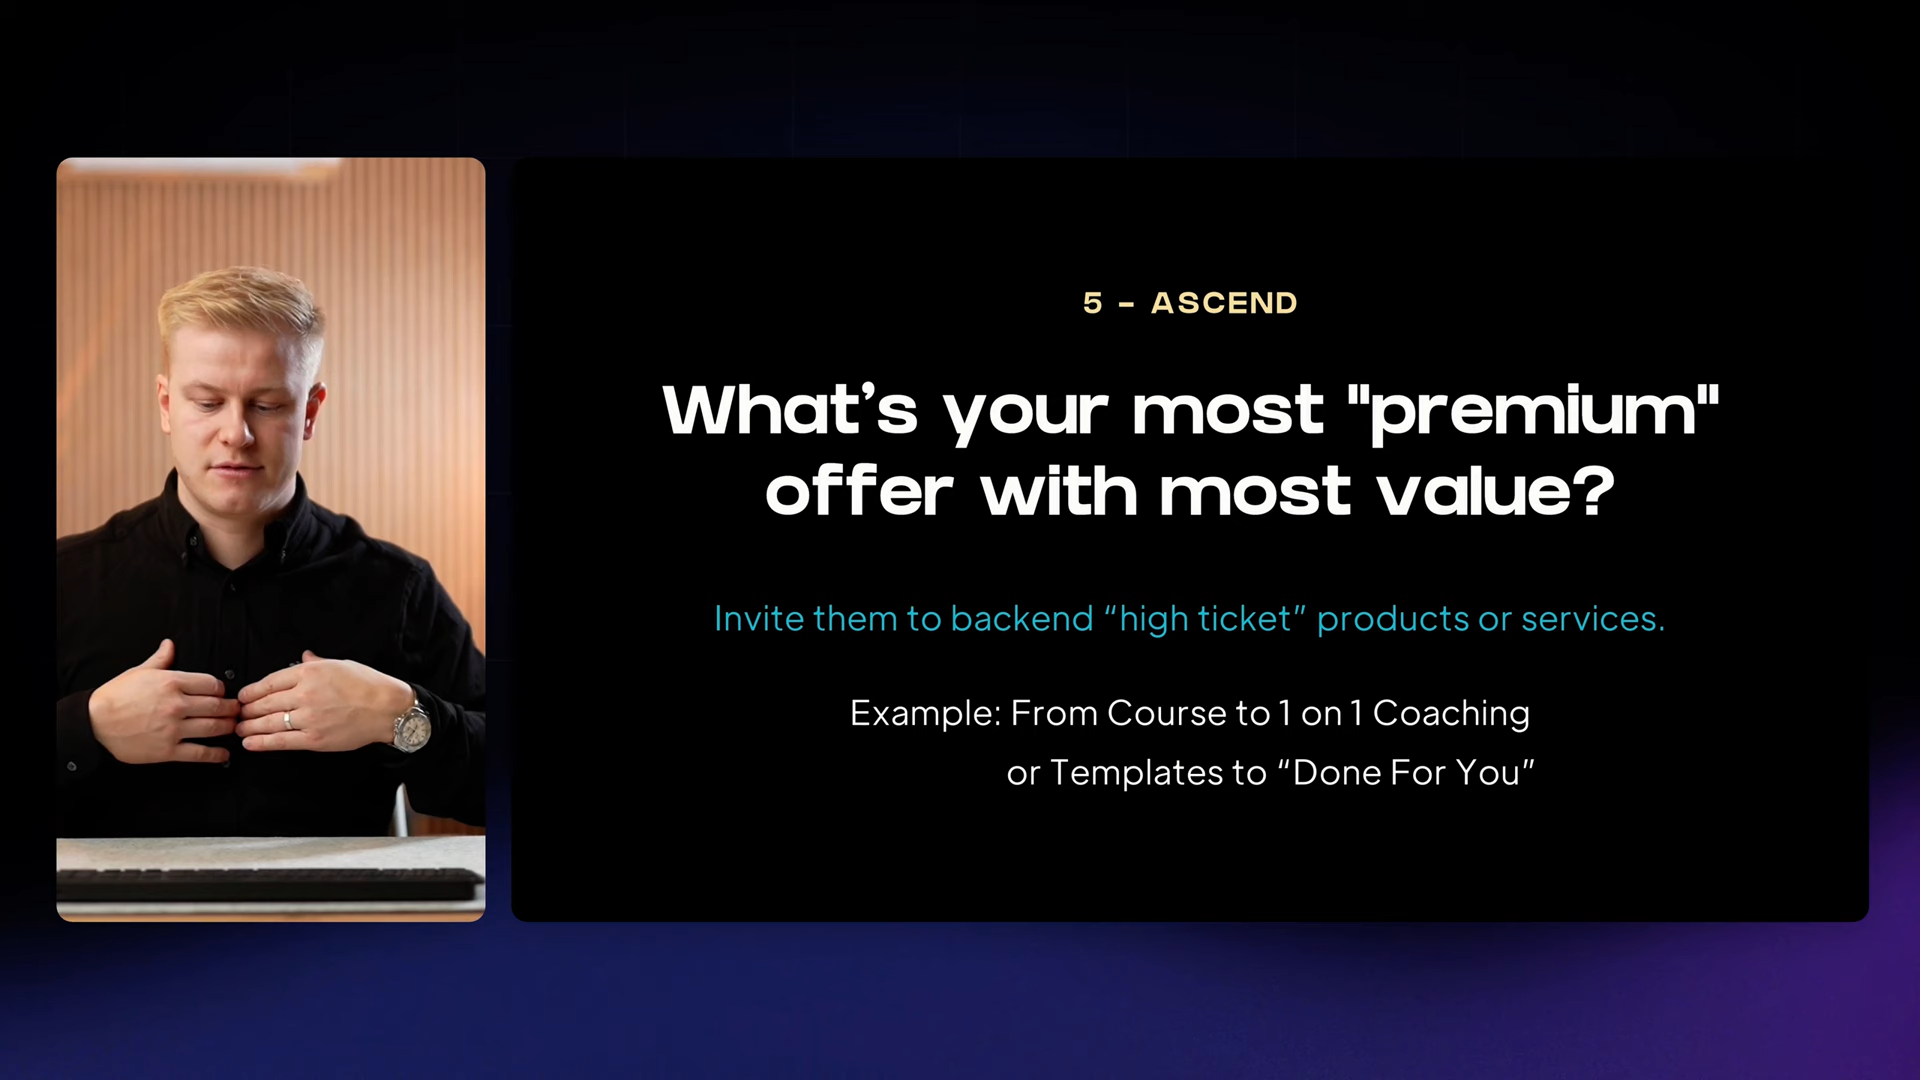 5 - ASCEND
What’s your most "premium"
offer with most value?
Invite them to backend “high ticket” products or services.
Example: From Course to 1 on 1 Coaching
or Templates to “Done For You”